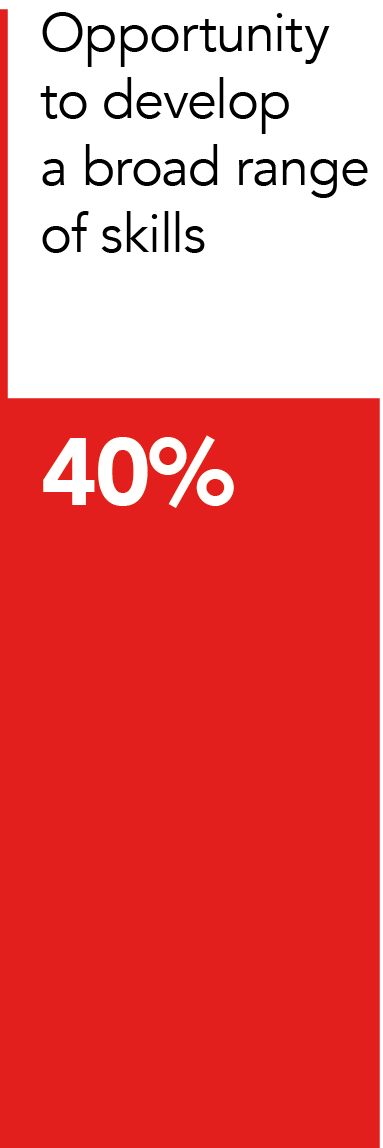 Opportunity
to develop
a broad range
of skills
40%